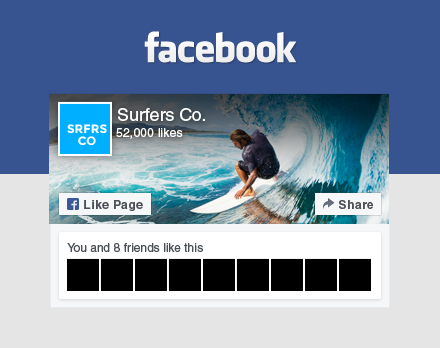 facebook
SRFRS
CO
Surfers Co.
52,000 likes
Like Page
Share
You and 8 friends like this